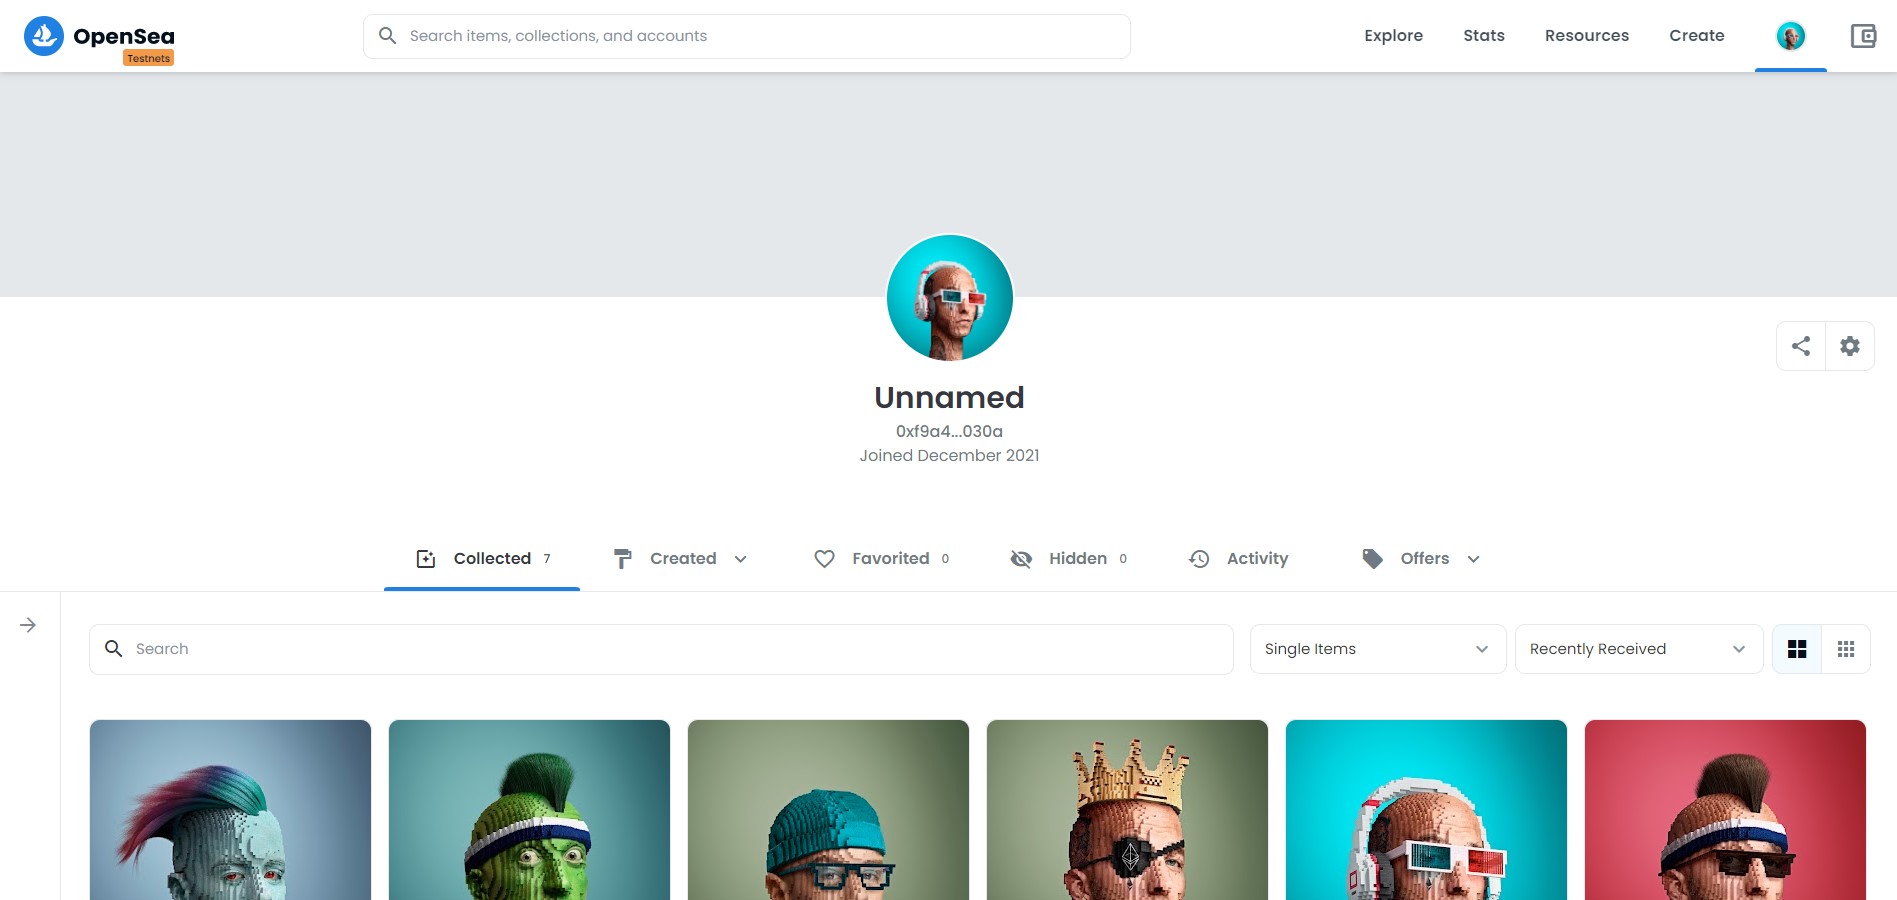 OpenSea
Testnets
Search items, collections, and accounts
Explore
Stats
Resources
Create
Unnamed
0xf9a4...030a
Joined December 2021
Collected 7
Created
Favorited 0
Hidden 0
Activity
Offers
Search
Single Items
Recently Received